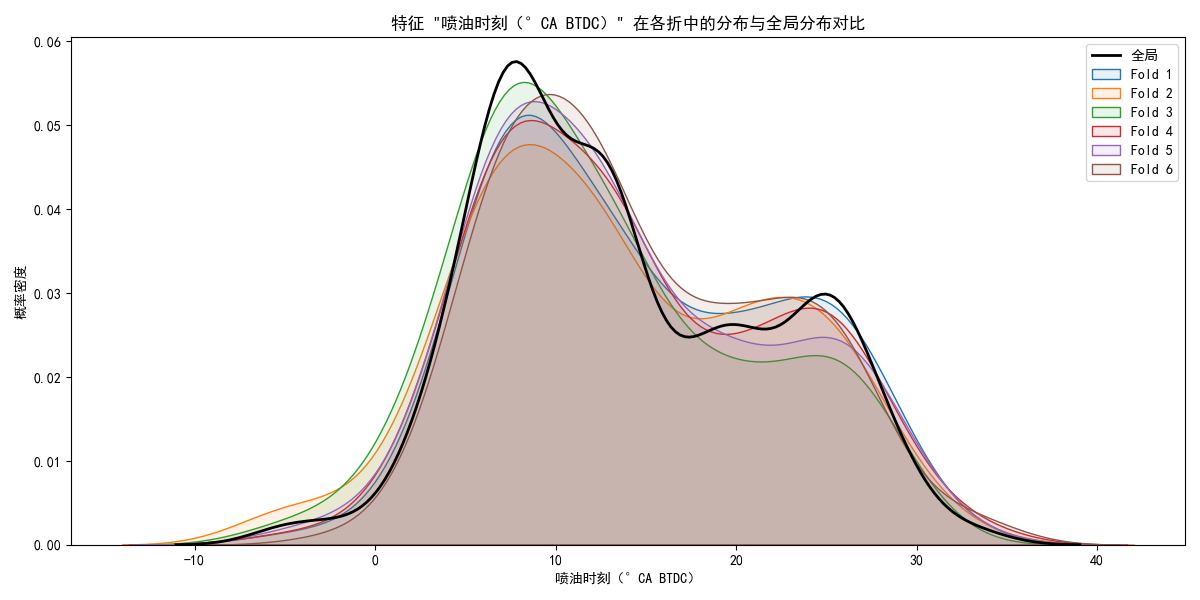 特征 "喷油时刻（°CA BTDC）" 在各折中的分布与全局分布对比
0.06
0.05
0.04
0.03
0.02
0.01
0.00
概率密度
−10
0
10
20
30
40
喷油时刻（°CA BTDC）
全局
Fold 1
Fold 2
Fold 3
Fold 4
Fold 5
Fold 6